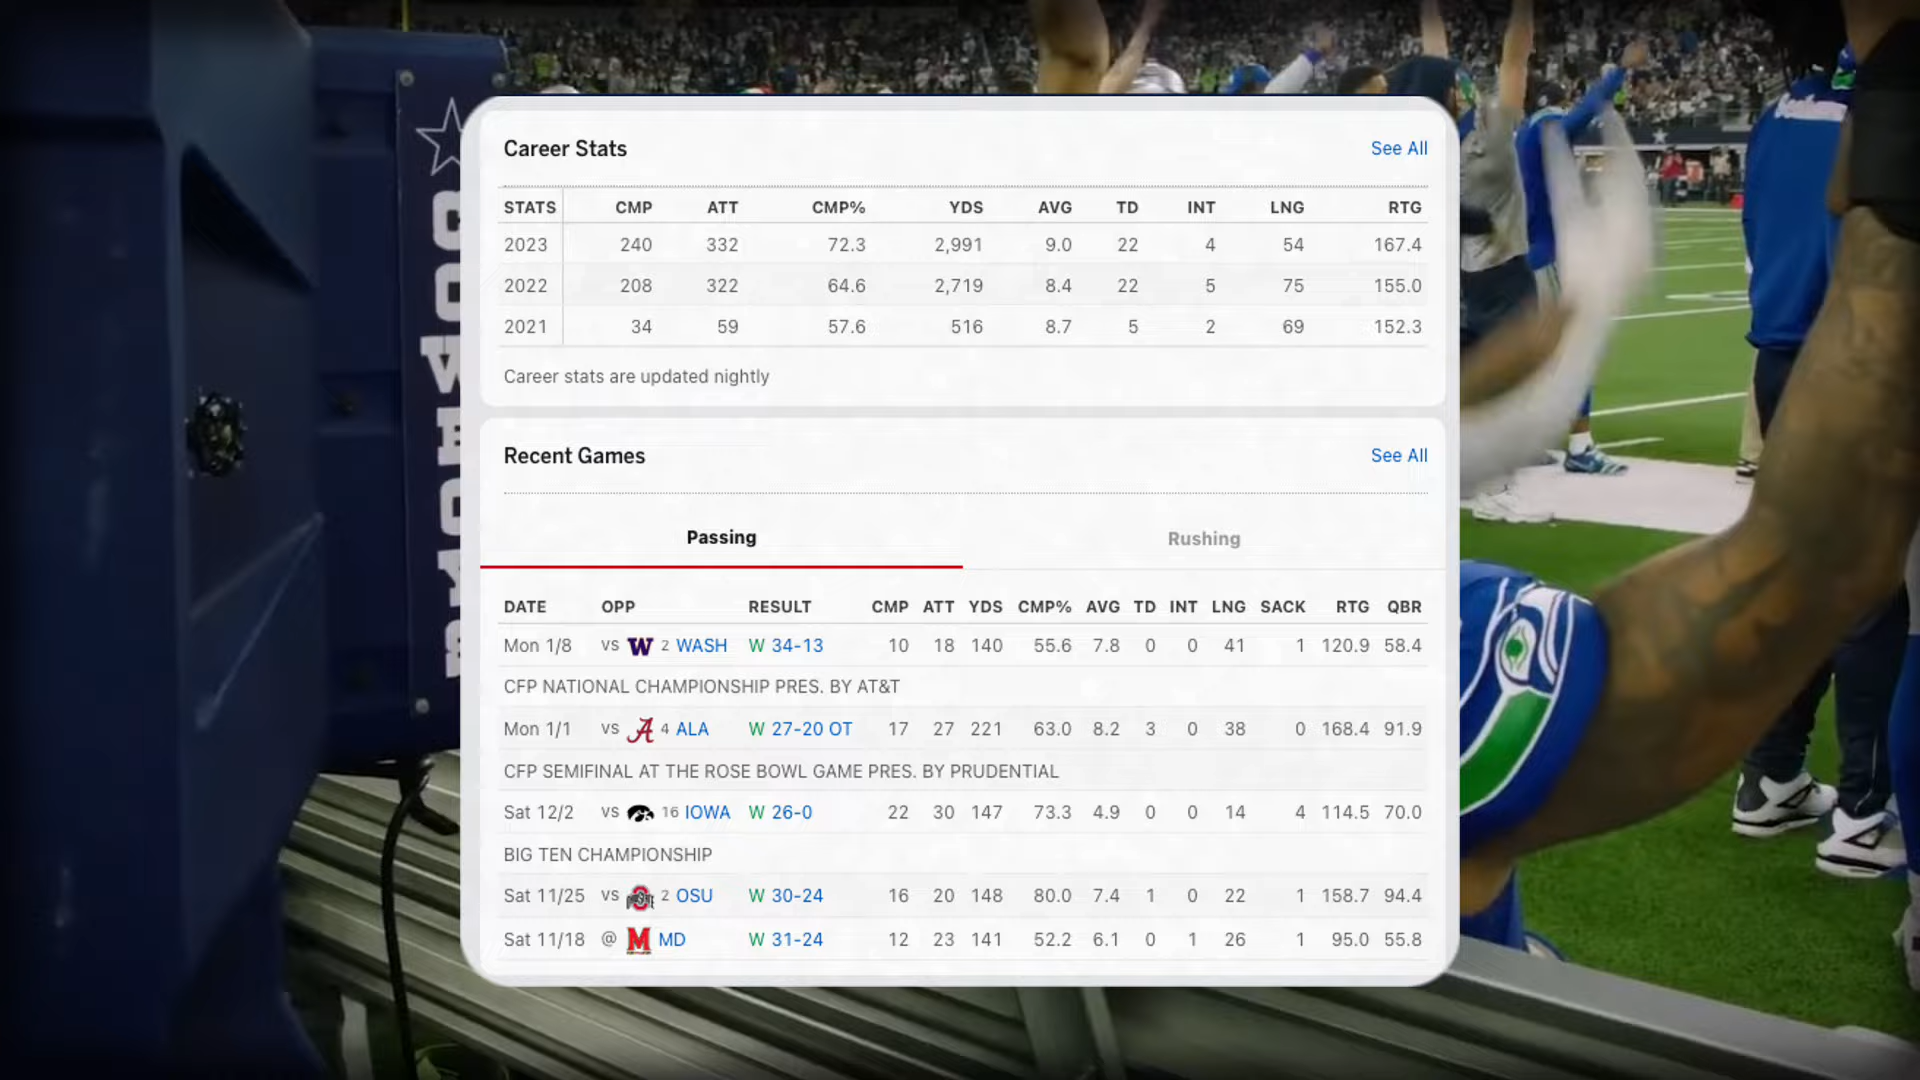 COWBOYS
Career Stats See All
STATS CMP ATT CMP% YDS AVG TD INT LNG RTG
2023 240 332 72.3 2,991 9.0 22 4 54 167.4
2022 208 322 64.6 2,719 8.4 22 5 75 155.0
2021 34 59 57.6 516 8.7 5 2 69 152.3
Career stats are updated nightly
Recent Games See All
Passing Rushing
DATE OPP RESULT CMP ATT YDS CMP% AVG TD INT LNG SACK RTG QBR
Mon 1/8 vs W 2 WASH W 34-13 10 18 140 55.6 7.8 0 0 41 1 120.9 58.4
CFP NATIONAL CHAMPIONSHIP PRES. BY AT&T
Mon 1/1 vs A 4 ALA W 27-20 OT 17 27 221 63.0 8.2 3 0 38 0 168.4 91.9
CFP SEMIFINAL AT THE ROSE BOWL GAME PRES. BY PRUDENTIAL
Sat 12/2 vs 16 IOWA W 26-0 22 30 147 73.3 4.9 0 0 14 4 114.5 70.0
BIG TEN CHAMPIONSHIP
Sat 11/25 vs 2 OSU W 30-24 16 20 148 80.0 7.4 1 0 22 1 158.7 94.4
Sat 11/18 @ M MD W 31-24 12 23 141 52.2 6.1 0 1 26 1 95.0 55.8